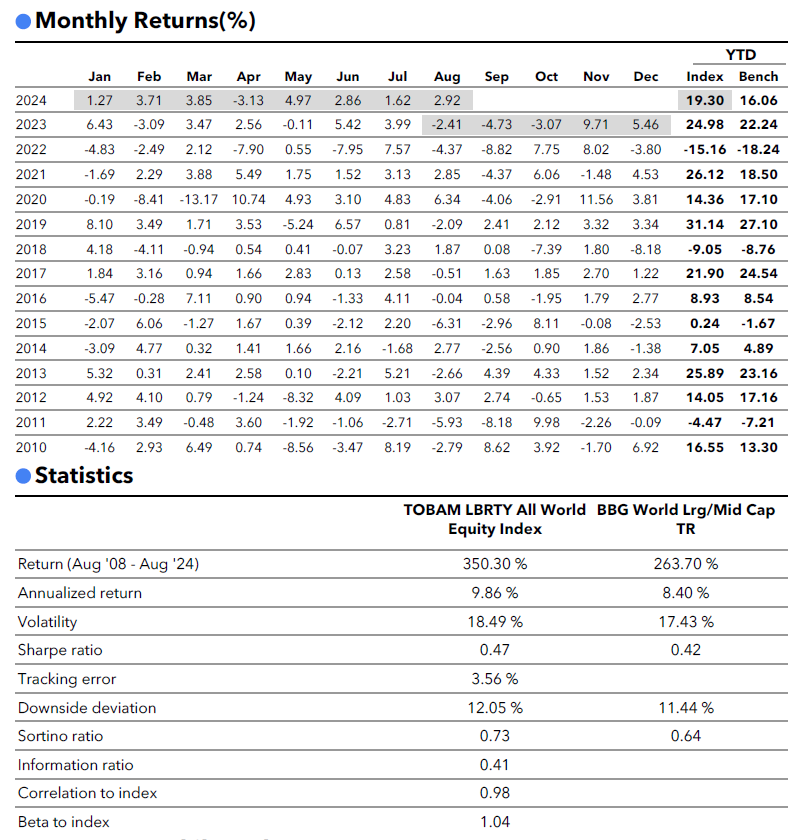 Monthly Returns(%)
YTD
Jan Feb Mar Apr May Jun Jul Aug Sep Oct Nov Dec Index Bench
2024 1.27 3.71 3.85 -3.13 4.97 2.86 1.62 2.92 19.30 16.06
2023 6.43 -3.09 3.47 2.56 -0.11 5.42 3.99 -2.41 -4.73 -3.07 9.71 5.46 24.98 22.24
2022 -4.83 -2.49 2.12 -7.90 0.55 -7.95 7.57 -4.37 -8.82 7.75 8.02 -3.80 -15.16 -18.24
2021 -1.69 2.29 3.88 5.49 1.75 1.52 3.13 2.85 -4.37 6.06 -1.48 4.53 26.12 18.50
2020 -0.19 -8.41 -13.17 10.74 4.93 3.10 4.83 6.34 -4.06 -2.91 11.56 3.81 14.36 17.10
2019 8.10 3.49 1.71 3.53 -5.24 6.57 0.81 -2.09 2.41 2.12 3.32 3.34 31.14 27.10
2018 4.18 -4.11 -0.94 0.54 0.41 -0.07 3.23 1.87 0.08 -7.39 1.80 -8.18 -9.05 -8.76
2017 1.84 3.16 0.94 1.66 2.83 0.13 2.58 -0.51 1.63 1.85 2.70 1.22 21.90 24.54
2016 -5.47 -0.28 7.11 0.90 0.94 -1.33 4.11 -0.04 0.58 -1.95 1.79 2.77 8.93 8.54
2015 -2.07 6.06 -1.27 1.67 0.39 -2.12 2.20 -6.31 -2.96 8.11 -0.08 -2.53 0.24 -1.67
2014 -3.09 4.77 0.32 1.41 1.66 2.16 -1.68 2.77 -2.56 0.90 1.86 -1.38 7.05 4.89
2013 5.32 0.31 2.41 2.58 0.10 -2.21 5.21 -2.66 4.39 4.33 1.52 2.34 25.89 23.16
2012 4.92 4.10 0.79 -1.24 -8.32 4.09 1.03 3.07 2.74 -0.65 1.53 1.87 14.05 17.16
2011 2.22 3.49 -0.48 3.60 -1.92 -1.06 -2.71 -5.93 -8.18 9.98 -2.26 -0.09 -4.47 -7.21
2010 -4.16 2.93 6.49 0.74 -8.56 -3.47 8.19 -2.79 8.62 3.92 -1.70 6.92 16.55 13.30
Statistics
TOBAM LBRTY All World BBG World Lrg/Mid Cap
Equity Index TR
Return (Aug '08 - Aug '24) 350.30 % 263.70 %
Annualized return 9.86 % 8.40 %
Volatility 18.49 % 17.43 %
Sharpe ratio 0.47 0.42
Tracking error 3.56 %
Downside deviation 12.05 % 11.44 %
Sortino ratio 0.73 0.64
Information ratio 0.41
Correlation to index 0.98
Beta to index 1.04